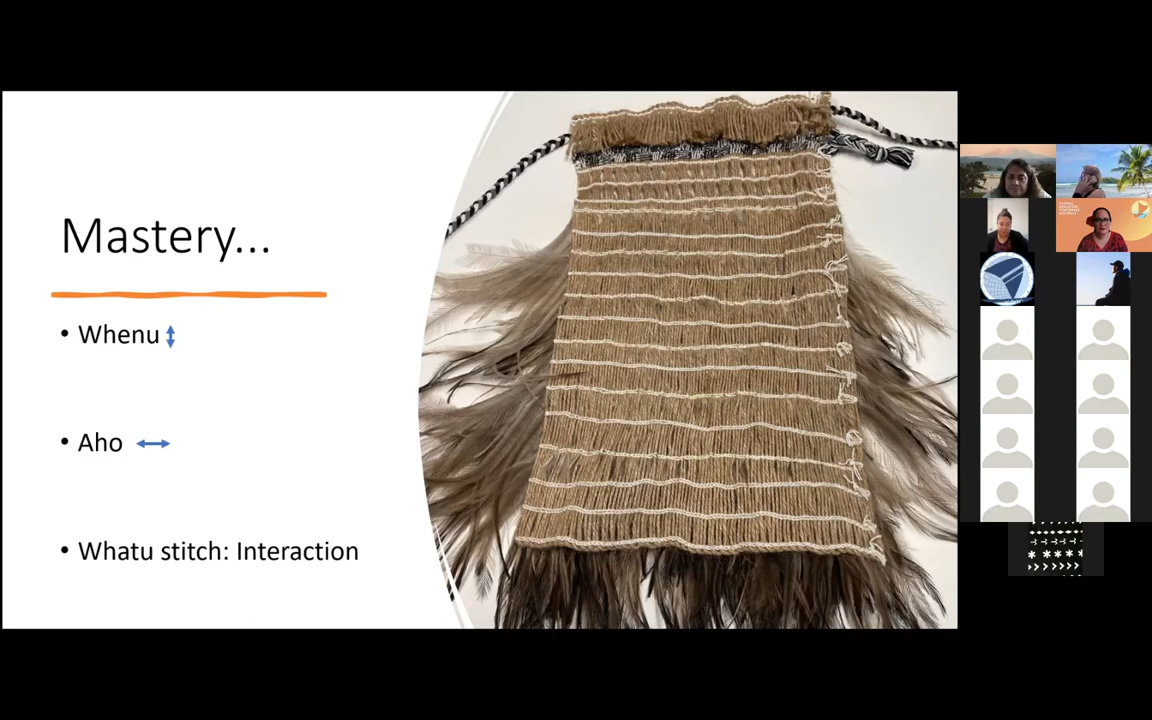 Mastery...
• Whenu
• Aho
• Whatu stitch: Interaction